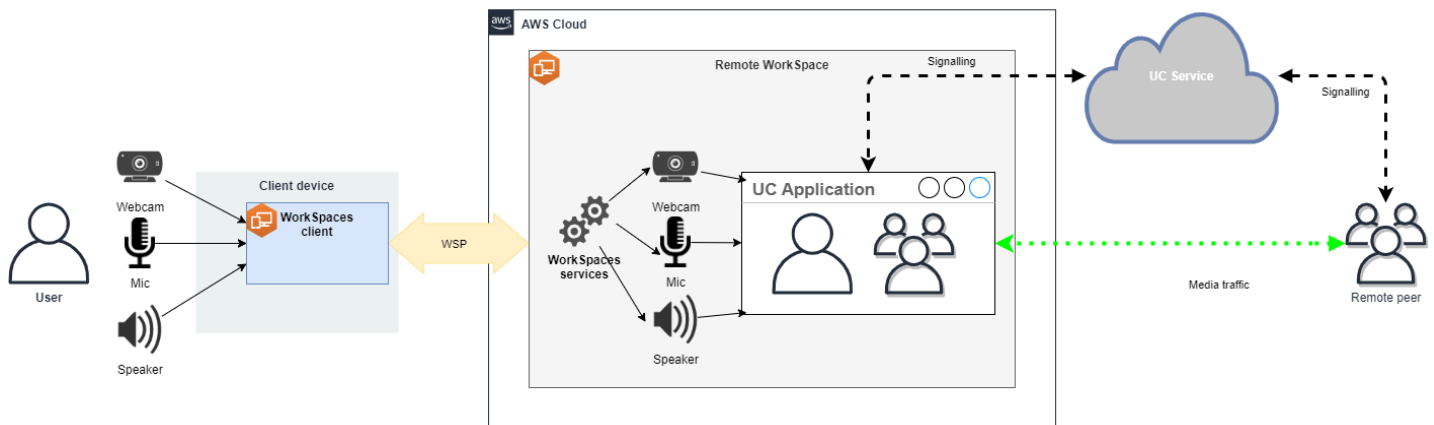 aws
AWS Cloud
Remote WorkSpace
Signalling
UC Service
Signalling
Client device
WorkSpaces
client
Webcam
Mic
Speaker
User
WSP
WorkSpaces
services
Webcam
Mic
Speaker
UC Application
Media traffic
Remote peer